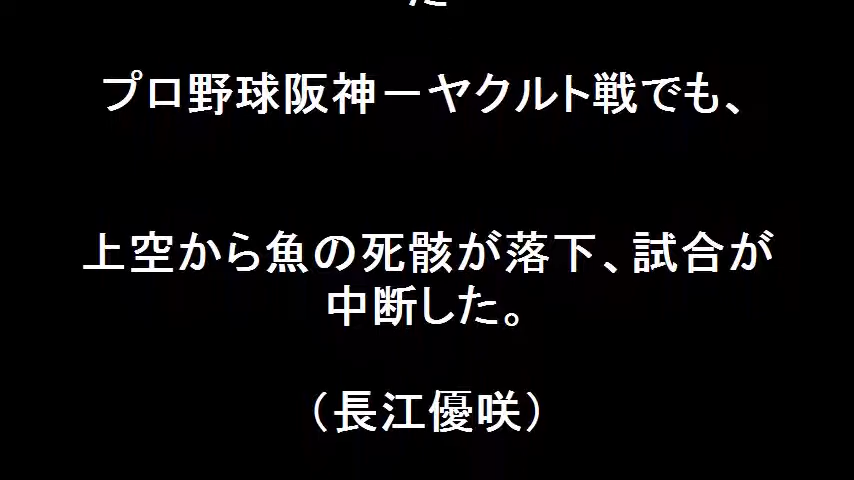 た
プロ野球阪神－ヤクルト戦でも、
上空から魚の死骸が落下、試合が
中断した。
（長江優咲）